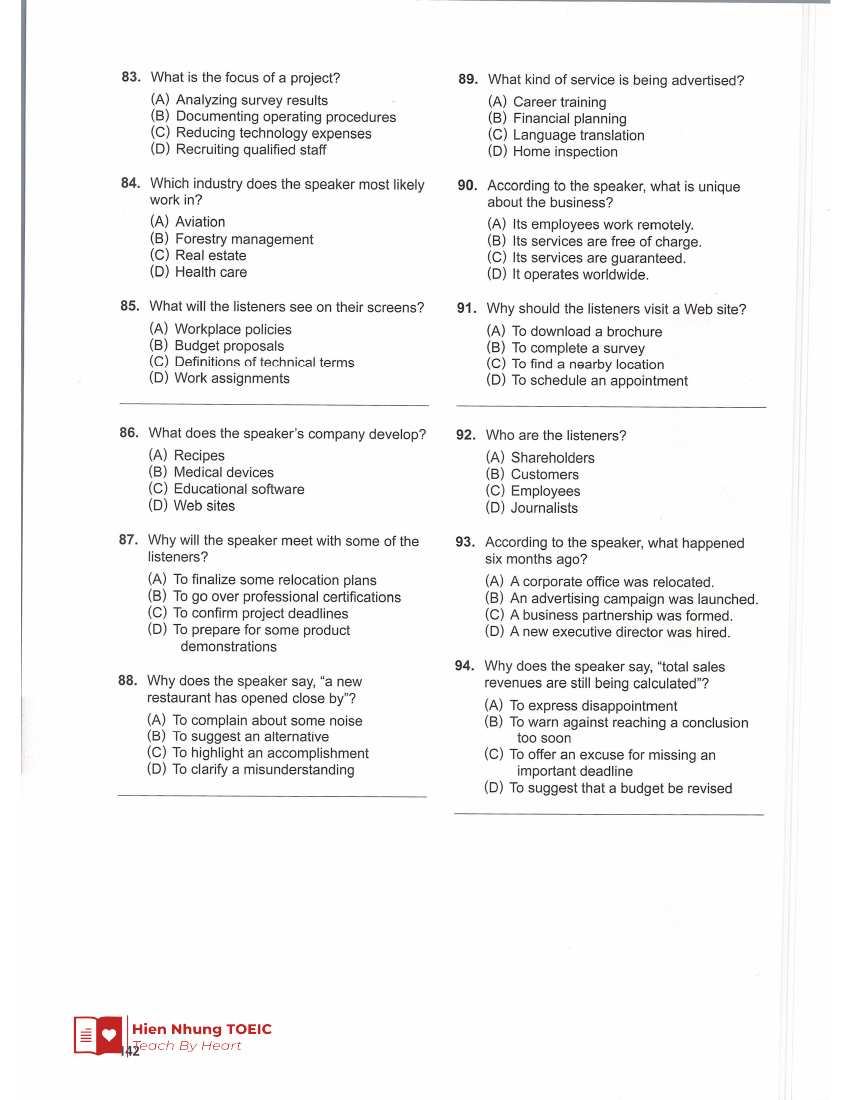 83. What is the focus of a project?
(A) Analyzing survey results
(B) Documenting operating procedures
(C) Reducing technology expenses
(D) Recruiting qualified staff
84. Which industry does the speaker most likely
work in?
(A) Aviation
(B) Forestry management
(C) Real estate
(D) Health care
85. What will the listeners see on their screens?
(A) Workplace policies
(B) Budget proposals
(C) Definitions of technical terms
(D) Work assignments
86. What does the speaker's company develop?
(A) Recipes
(B) Medical devices
(C) Educational software
(D) Web sites
87. Why will the speaker meet with some of the
listeners?
(A) To finalize some relocation plans
(B) To go over professional certifications
(C) To confirm project deadlines
(D) To prepare for some product
demonstrations
88. Why does the speaker say, "a new
restaurant has opened close by"?
(A) To complain about some noise
(B) To suggest an alternative
(C) To highlight an accomplishment
(D) To clarify a misunderstanding
89. What kind of service is being advertised?
(A) Career training
(B) Financial planning
(C) Language translation
(D) Home inspection
90. According to the speaker, what is unique
about the business?
(A) Its employees work remotely.
(B) Its services are free of charge.
(C) Its services are guaranteed.
(D) It operates worldwide.
91. Why should the listeners visit a Web site?
(A) To download a brochure
(B) To complete a survey
(C) To find a nearby location
(D) To schedule an appointment
92. Who are the listeners?
(A) Shareholders
(B) Customers
(C) Employees
(D) Journalists
93. According to the speaker, what happened
six months ago?
(A) A corporate office was relocated.
(B) An advertising campaign was launched.
(C) A business partnership was formed.
(D) A new executive director was hired.
94. Why does the speaker say, "total sales
revenues are still being calculated"?
(A) To express disappointment
(B) To warn against reaching a conclusion
too soon
(C) To offer an excuse for missing an
important deadline
(D) To suggest that a budget be revised
Hien Nhung TOEIC
Teach By Heart
142